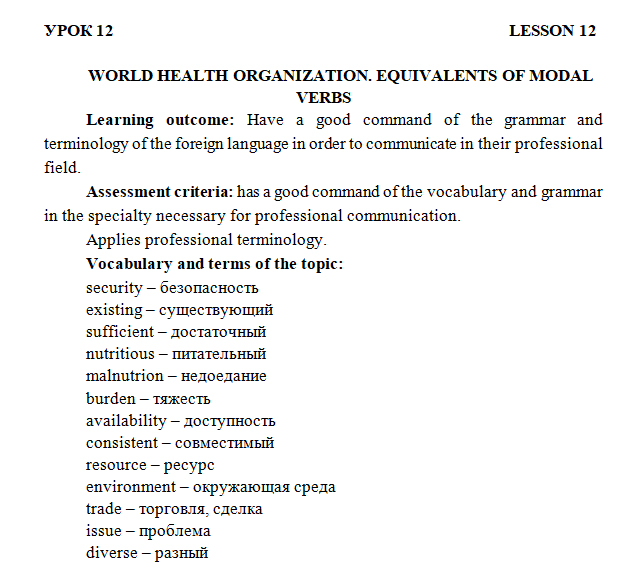 УРОК 12 LESSON 12
WORLD HEALTH ORGANIZATION. EQUIVALENTS OF MODAL
VERBS
Learning outcome: Have a good command of the grammar and
terminology of the foreign language in order to communicate in their professional
field.
Assessment criteria: has a good command of the vocabulary and grammar
in the specialty necessary for professional communication.
Applies professional terminology.
Vocabulary and terms of the topic:
security – безопасность
existing – существующий
sufficient – достаточный
nutritious – питательный
malnutrion – недоедание
burden – тяжесть
availability – доступность
consistent – совместимый
resource – ресурс
environment – окружающая среда
trade – торговля, сделка
issue – проблема
diverse – разный